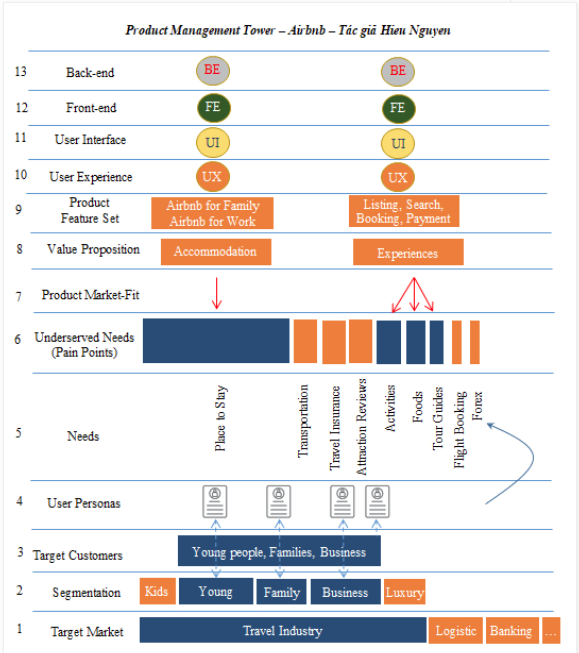 Product Management Tower – Airbnb – Tác giả Hieu Nguyen
13 Back-end BE BE
12 Front-end FE FE
11 User Interface UI UI
10 User Experience UX UX
9 Product Feature Set
Airbnb for Family
Airbnb for Work
Listing, Search,
Booking, Payment
8 Value Proposition Accommodation Experiences
7 Product Market-Fit
6 Underserved Needs
(Pain Points)
5 Needs
Place to Stay
Transportation
Travel Insurance
Attraction Reviews
Activities
Foods
Tour Guides
Flight Booking
Forex
4 User Personas
3 Target Customers Young people, Families, Business
2 Segmentation Kids Young Family Business Luxury
1 Target Market Travel Industry Logistic Banking ...